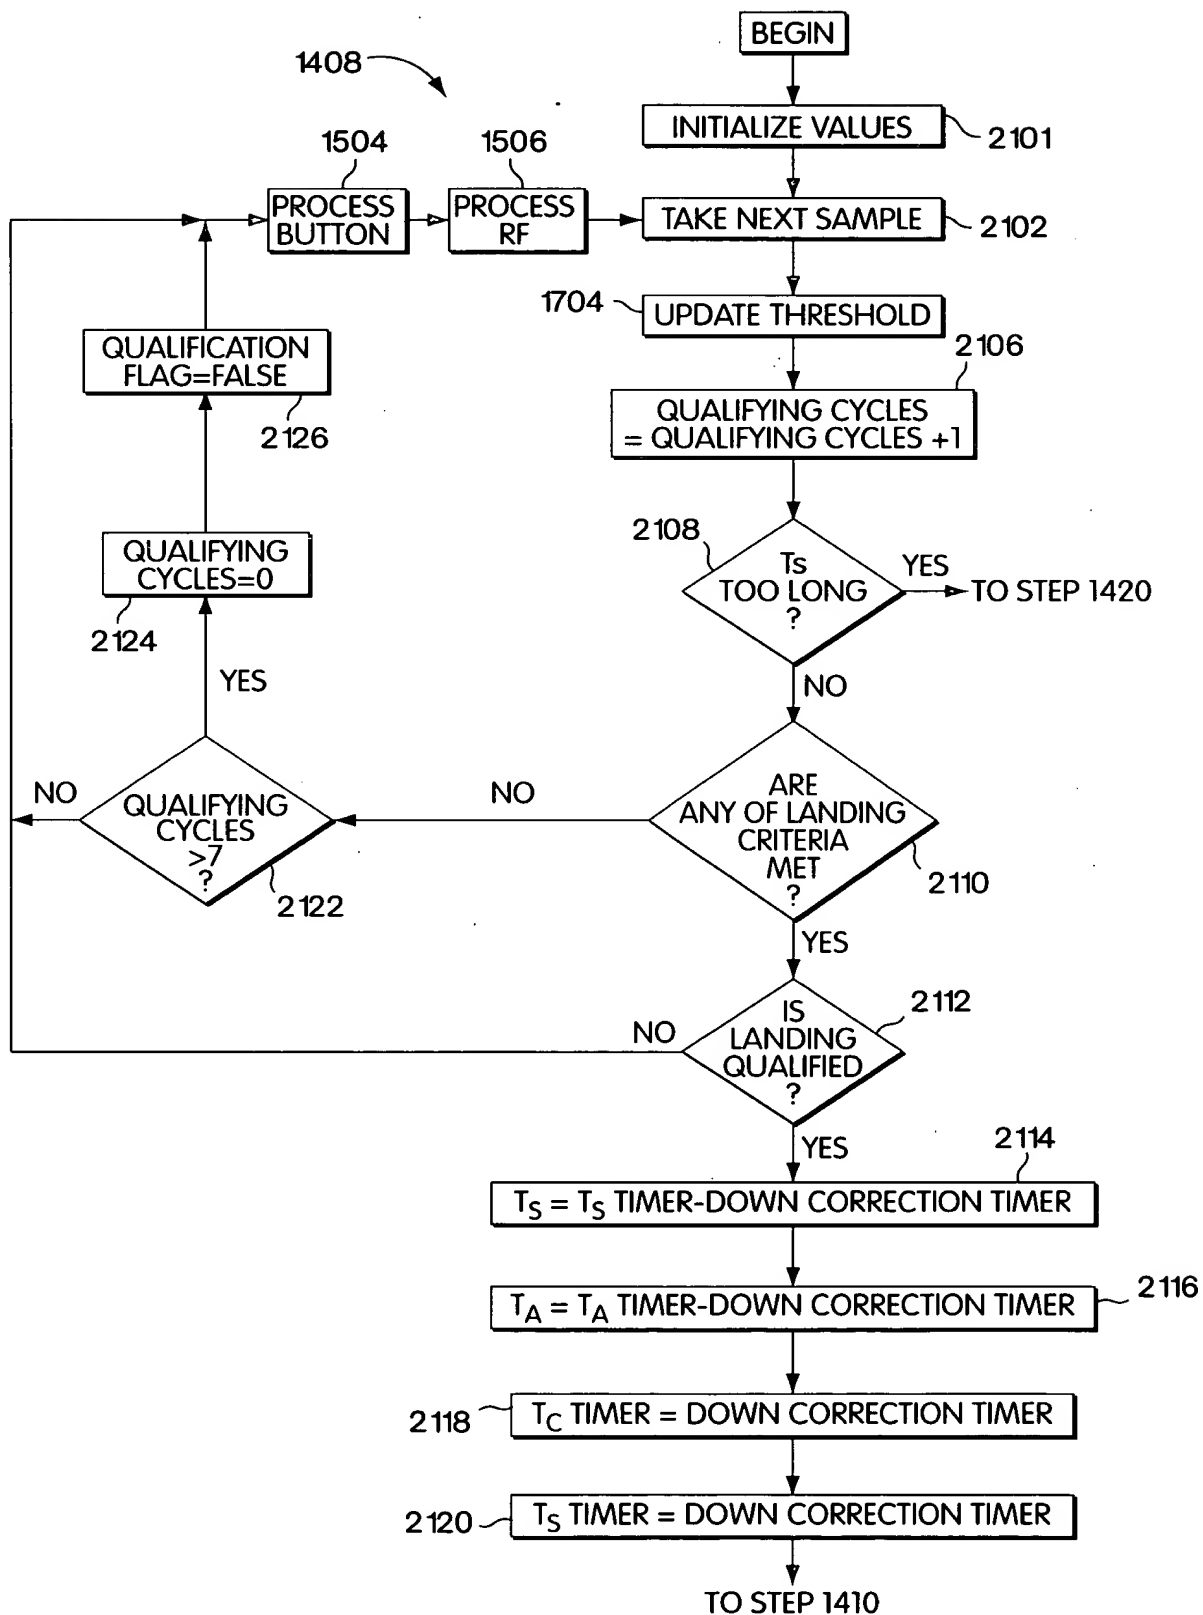 BEGIN
1408
INITIALIZE VALUES
2101
1504
1506
PROCESS
BUTTON
PROCESS
RF
TAKE NEXT SAMPLE
2102
1704
UPDATE THRESHOLD
QUALIFICATION
FLAG=FALSE
2126
2106
QUALIFYING CYCLES
= QUALIFYING CYCLES +1
2108
Ts
TOO LONG
?
YES
TO STEP 1420
QUALIFYING
CYCLES=0
2124
YES
NO
NO
QUALIFYING
CYCLES
>7
?
2122
NO
ARE
ANY OF LANDING
CRITERIA
MET
?
2110
YES
NO
IS
LANDING
QUALIFIED
?
2112
YES
2114
TS = TS TIMER-DOWN CORRECTION TIMER
2116
TA = TA TIMER-DOWN CORRECTION TIMER
2118
TC TIMER = DOWN CORRECTION TIMER
2120
TS TIMER = DOWN CORRECTION TIMER
TO STEP 1410